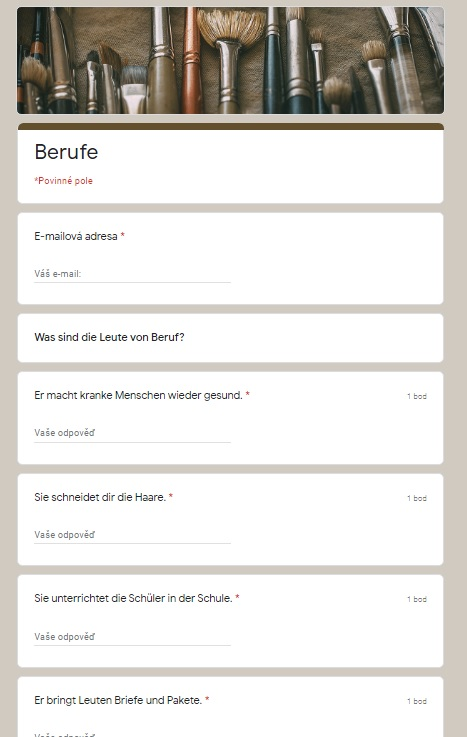 Berufe
*Povinné pole
E-mailová adresa *
Váš e-mail:
Was sind die Leute von Beruf?
Er macht kranke Menschen wieder gesund. *
1 bod
Vaše odpověď
Sie schneidet dir die Haare. *
1 bod
Vaše odpověď
Sie unterrichtet die Schüler in der Schule. *
1 bod
Vaše odpověď
Er bringt Leuten Briefe und Pakete. *
1 bod
Vaše odpověď